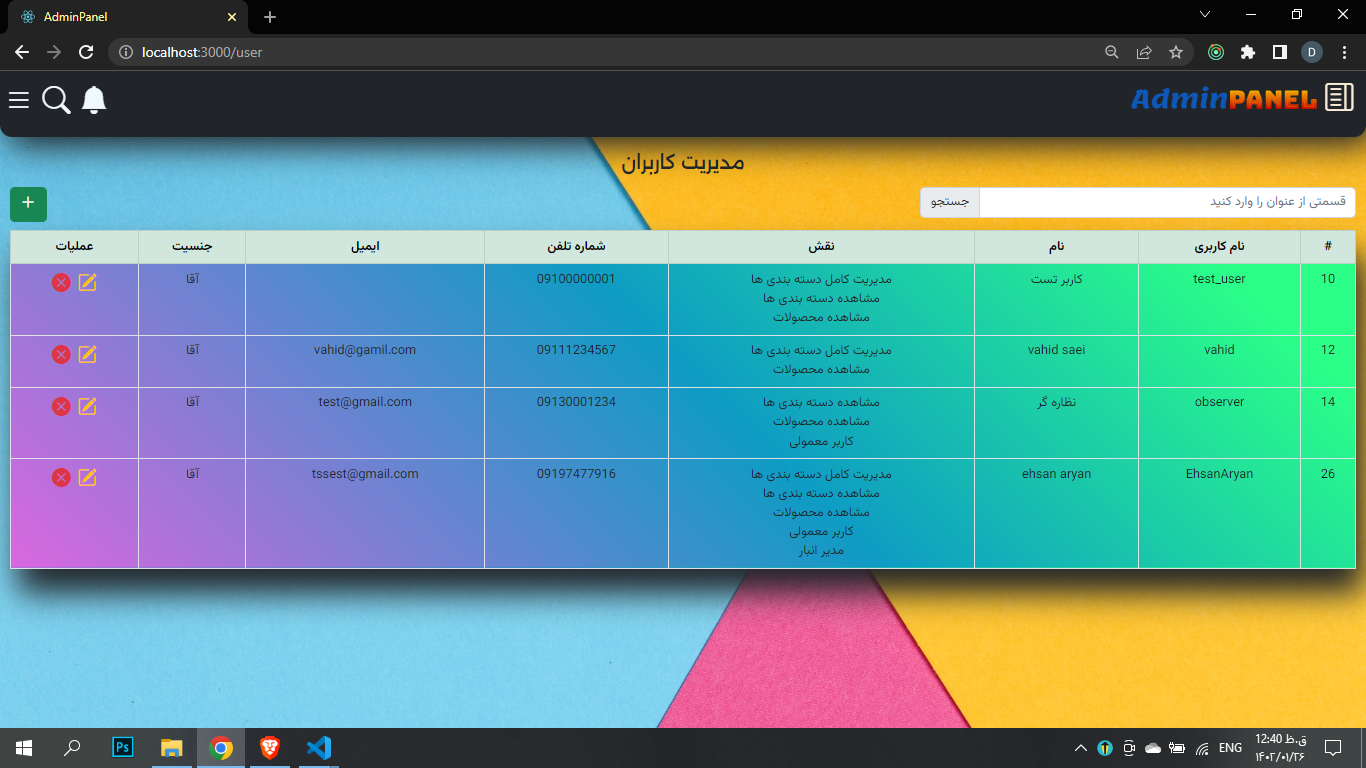 AdminPanel
localhost:3000/user
D
AdminPANEL
مدیریت کاربران
قسمتی از عنوان را وارد کنید
جستجو
+
# نام کاربری نام نقش شماره تلفن ایمیل جنسیت عملیات
10 test_user کاربر تست مدیریت کامل دسته بندی ها 09100000001 آقا
مشاهده دسته بندی ها
مشاهده محصولات
12 vahid vahid saei مدیریت کامل دسته بندی ها 09111234567 vahid@gamil.com آقا
مشاهده محصولات
14 observer نظاره گر مشاهده دسته بندی ها 09130001234 test@gmail.com آقا
مشاهده محصولات
کاربر معمولی
26 EhsanAryan ehsan aryan مدیریت کامل دسته بندی ها 09197477916 tssest@gmail.com آقا
مشاهده دسته بندی ها
مشاهده محصولات
کاربر معمولی
مدیر انبار
Ps
ENG
12:40 ق.ظ
۱۴۰۲/۰۱/۲۶